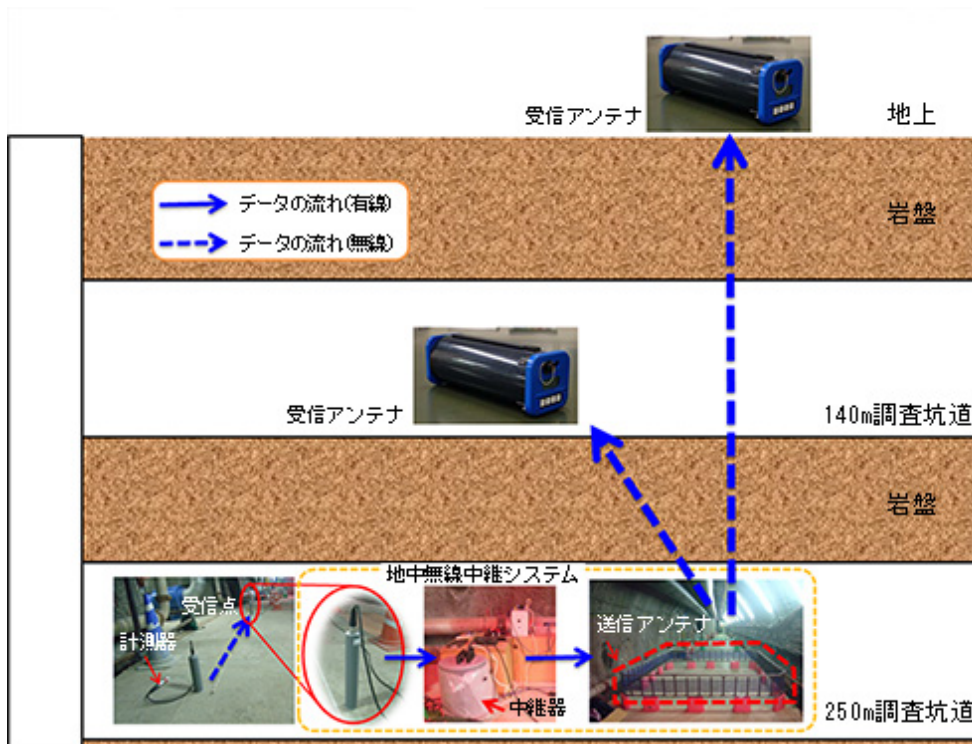 受信アンテナ
地上
データの流れ(有線)
データの流れ(無線)
岩盤
受信アンテナ
140m調査坑道
岩盤
地中無線中継システム
受信点
計測器
送信アンテナ
中継器
250m調査坑道